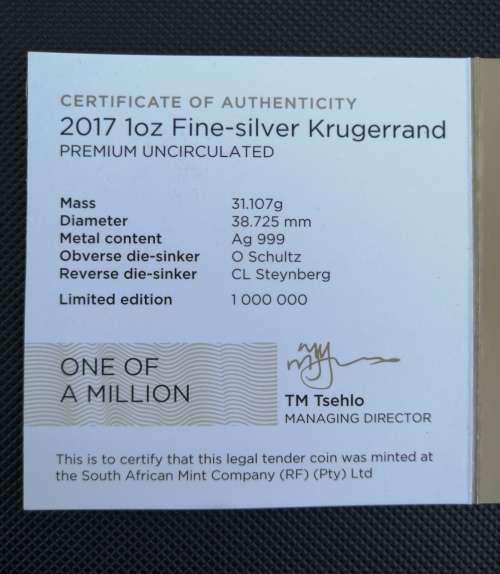 CERTIFICATE OF AUTHENTICITY
2017 1oz Fine-silver Krugerrand
PREMIUM UNCIRCULATED
Mass 31.107g
Diameter 38.725 mm
Metal content Ag 999
Obverse die-sinker O Schultz
Reverse die-sinker CL Steynberg
Limited edition 1 000 000
ONE OF
A MILLION
TM Tsehlo
MANAGING DIRECTOR
This is to certify that this legal tender coin was minted at
the South African Mint Company (RF) (Pty) Ltd